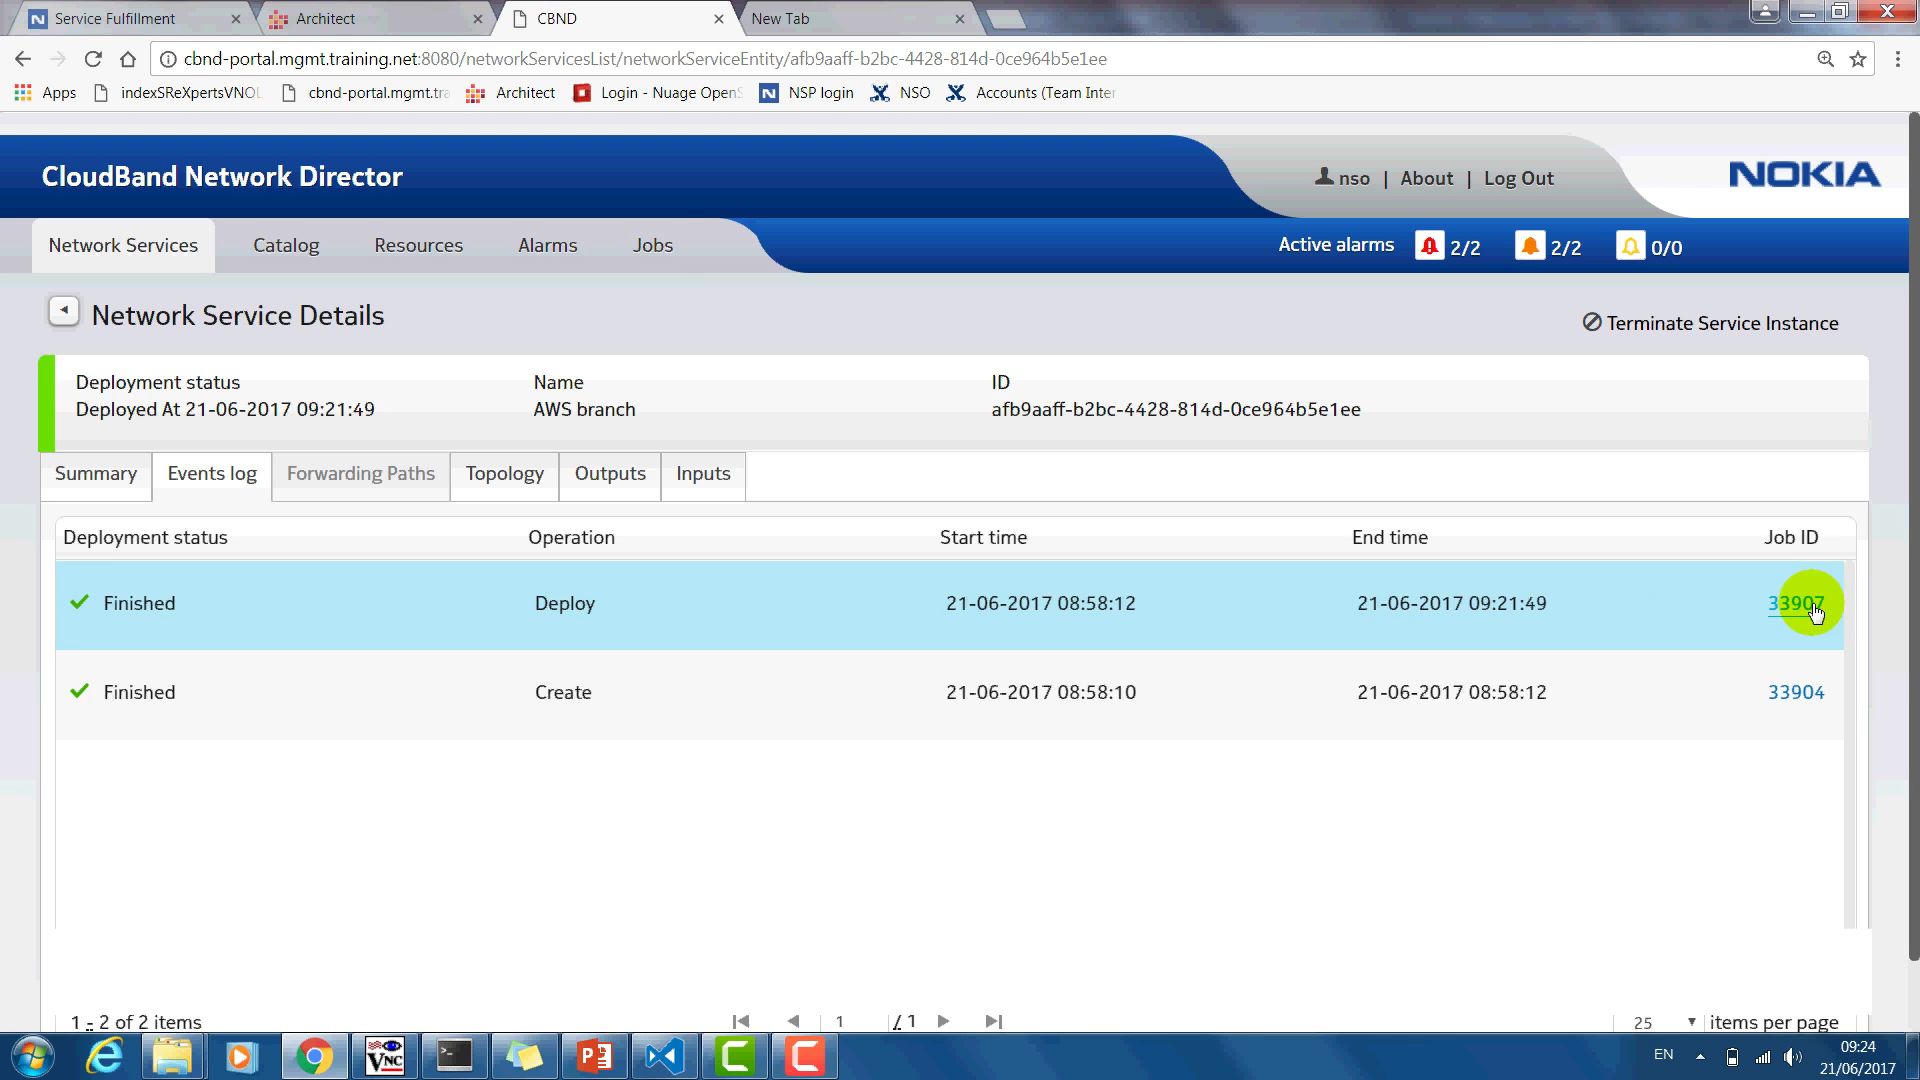 Service Fulfillment
Architect
CBND
New Tab
cbnd-portal.mgmt.training.net:8080/networkServicesList/networkServiceEntity/afb9aaff-b2bc-4428-814d-0ce964b5e1ee
Apps
indexSReXpertsVNOL
cbnd-portal.mgmt.tra
Architect
Login - Nuage OpenS
NSP login
NSO
Accounts (Team Inter
CloudBand Network Director
nso | About | Log Out
NOKIA
Network Services
Catalog
Resources
Alarms
Jobs
Active alarms
2/2
2/2
0/0
Network Service Details
Terminate Service Instance
Deployment status
Name
ID
Deployed At 21-06-2017 09:21:49
AWS branch
afb9aaff-b2bc-4428-814d-0ce964b5e1ee
Summary
Events log
Forwarding Paths
Topology
Outputs
Inputs
Deployment status
Operation
Start time
End time
Job ID
Finished
Deploy
21-06-2017 08:58:12
21-06-2017 09:21:49
33907
Finished
Create
21-06-2017 08:58:10
21-06-2017 08:58:12
33904
1 - 2 of 2 items
1
/ 1
25
items per page
VNC
EN
09:24
21/06/2017